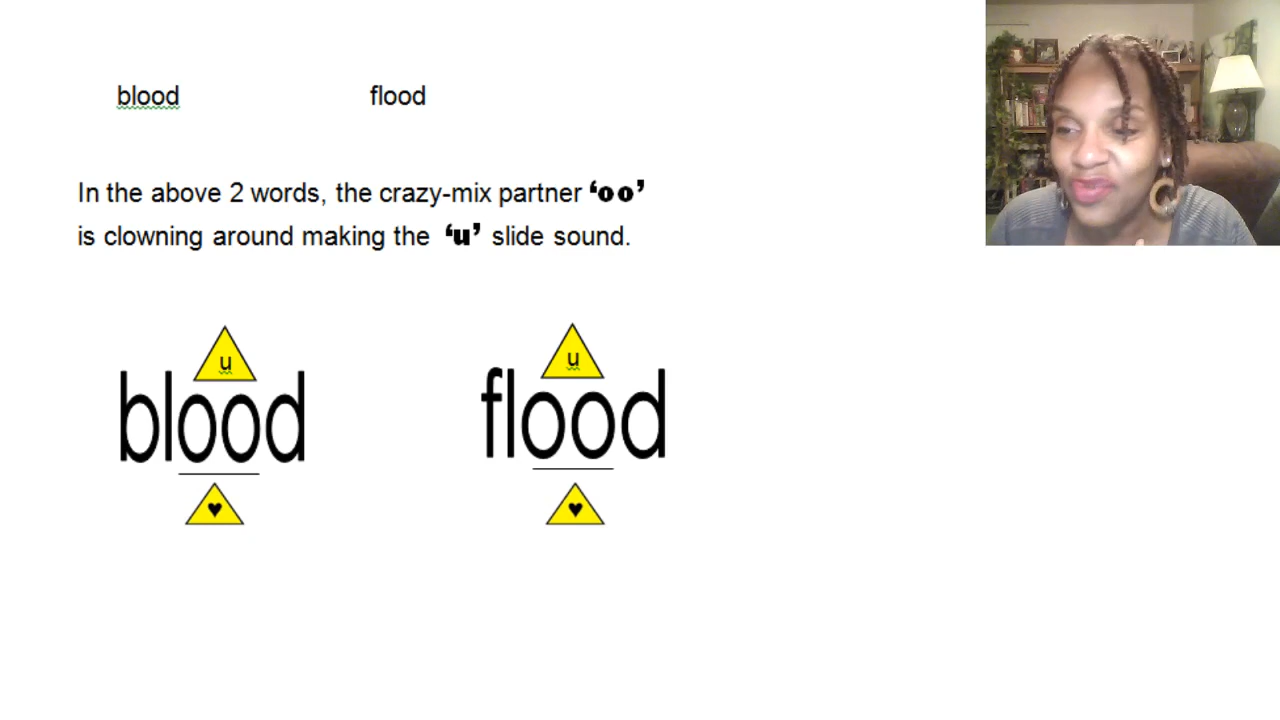 blood flood
In the above 2 words, the crazy-mix partner ‘oo’
is clowning around making the ‘u’ slide sound.
u u
blood flood
♥ ♥